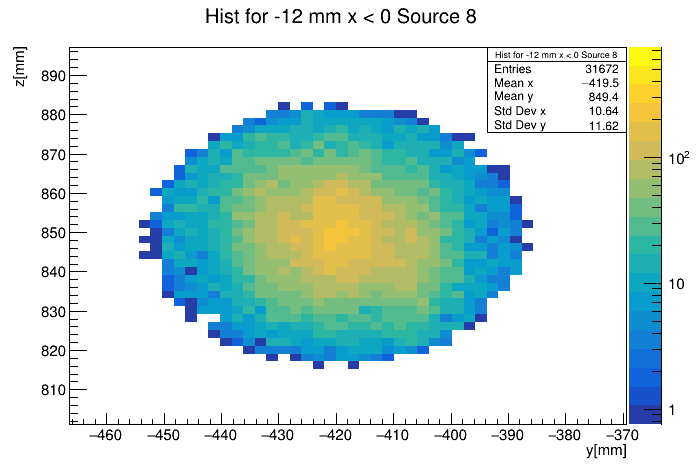 Hist for -12 mm x < 0 Source 8
z[mm]
Hist for -12 mm x < 0 Source 8
Entries 31672
Mean x −419.5
Mean y 849.4
Std Dev x 10.64
Std Dev y 11.62
890
880
870
860
850
840
830
820
810
10²
10
1
−460 −450 −440 −430 −420 −410 −400 −390 −380 −370
y[mm]